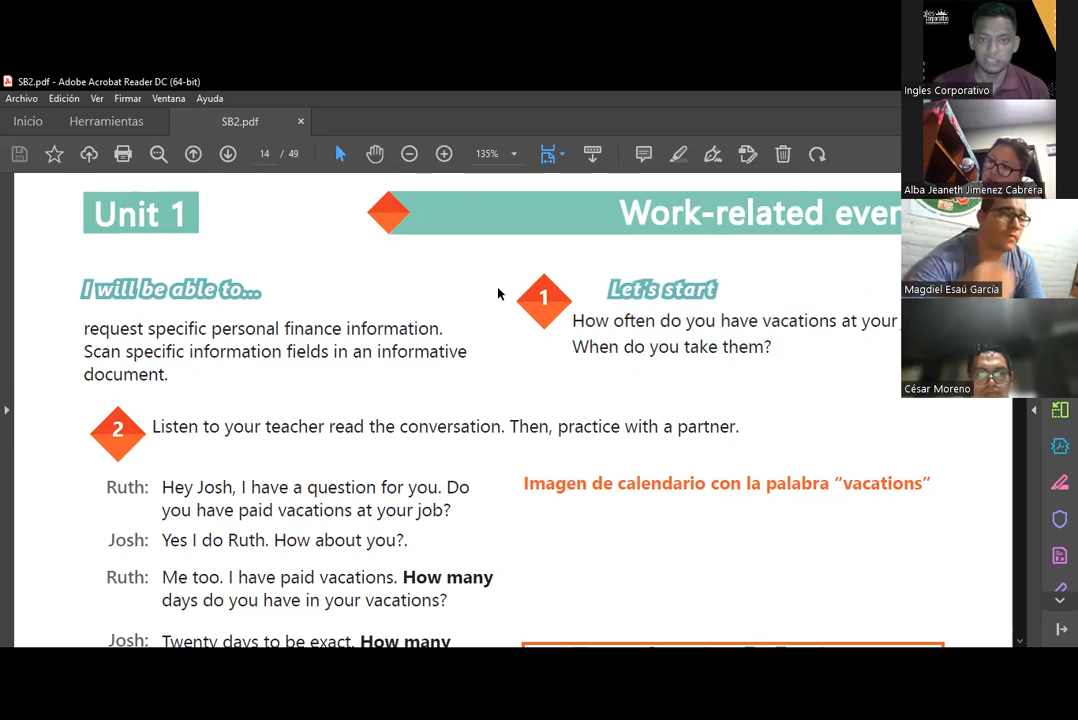 SB2.pdf - Adobe Acrobat Reader DC (64-bit)
Archivo Edición Ver Firmar Ventana Ayuda
Inicio Herramientas SB2.pdf ×
14 / 49 135%
Unit 1
Work-related even
I will be able to...
request specific personal finance information.
Scan specific information fields in an informative
document.
1
Let's start
How often do you have vacations at your
When do you take them?
2
Listen to your teacher read the conversation. Then, practice with a partner.
Ruth: Hey Josh, I have a question for you. Do
you have paid vacations at your job?
Josh: Yes I do Ruth. How about you?.
Ruth: Me too. I have paid vacations. How many
days do you have in your vacations?
Josh: Twenty days to be exact. How many
Imagen de calendario con la palabra “vacations”
Ingles Corporativo
Alba Jeaneth Jimenez Cabrera
Magdiel Esaú García
César Moreno